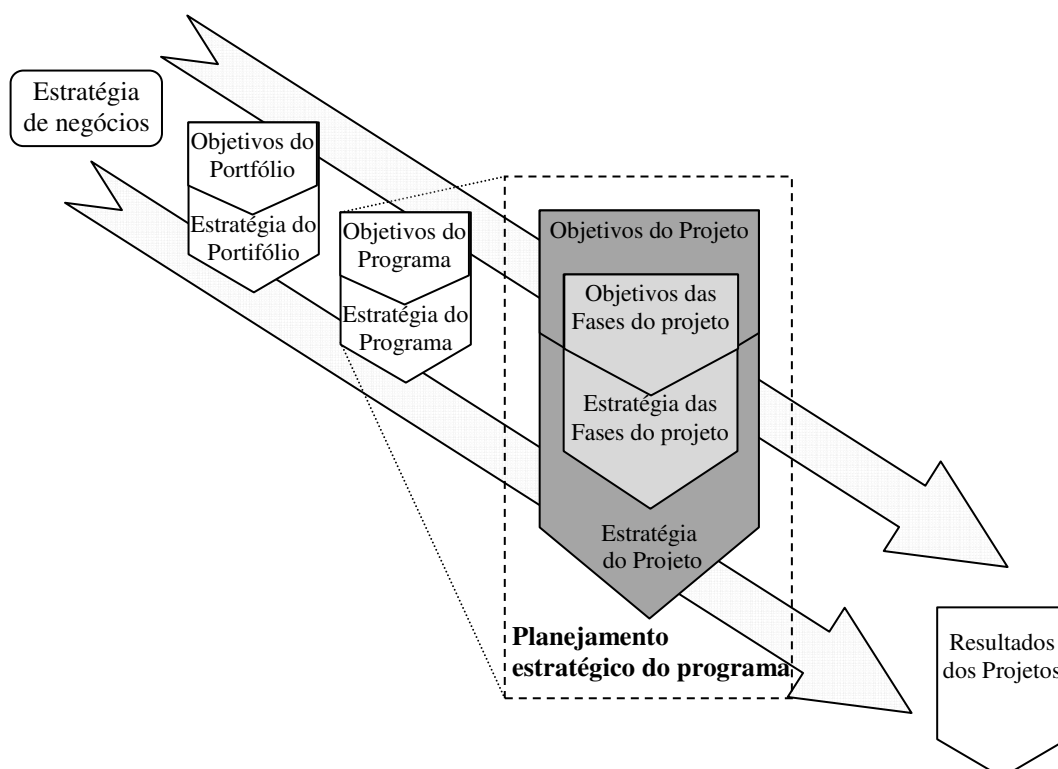 Estratégia
de negócios
Objetivos do
Portfólio
Estratégia do
Portifólio
Objetivos do
Programa
Estratégia do
Programa
Objetivos do Projeto
Objetivos das
Fases do projeto
Estratégia das
Fases do projeto
Estratégia
do Projeto
Planejamento
estratégico do programa
Resultados
dos Projetos